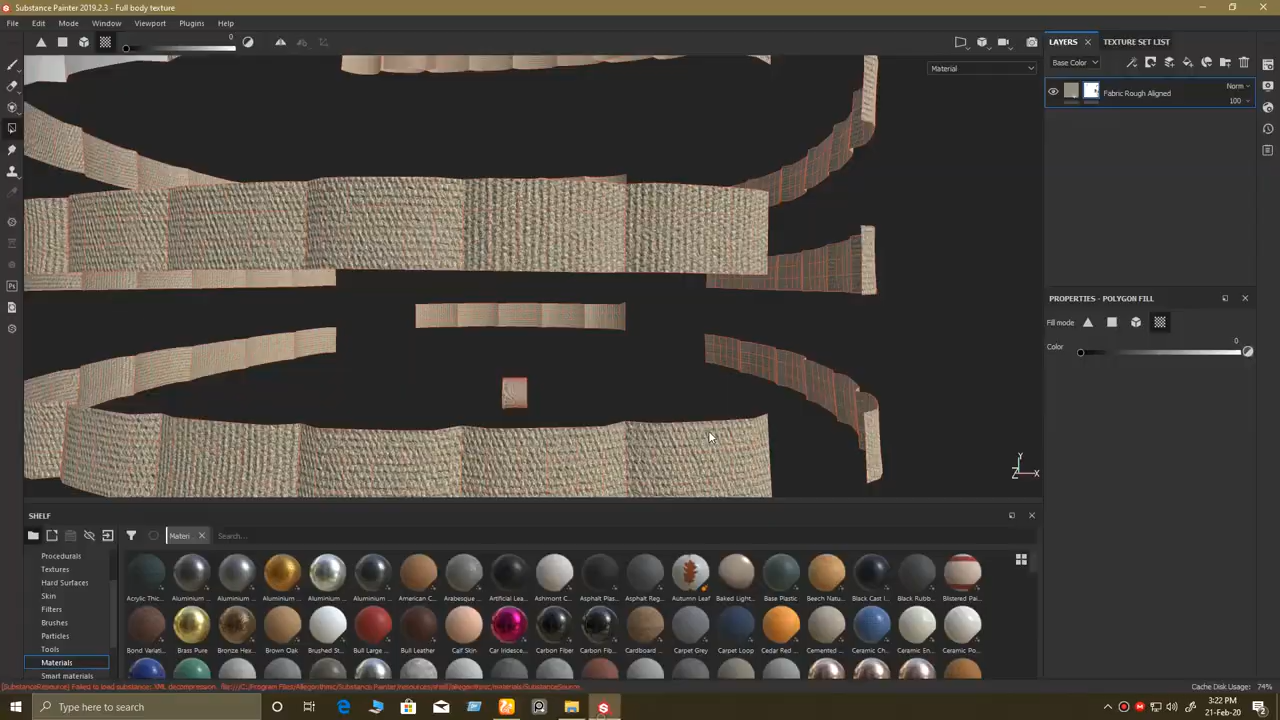 Substance Painter 2019.2.3 - Full body texture
File Edit Mode Window Viewport Plugins Help
0
Material
LAYERS TEXTURE SET LIST
Base Color
Fabric Rough Aligned Norm
100
PROPERTIES - POLYGON FILL
Fill mode
Color 0
Y
Z X
SHELF
Materi... Search...
Procedurals
Textures
Hard Surfaces
Skin
Filters
Brushes
Particles
Tools
Materials
Smart materials
Acrylic Thic... Aluminium ... Aluminium ... Aluminium ... Aluminium ... Aluminium ... American C... Arabesque ... Artificial Lea... Ashmont C... Asphalt Plas... Asphalt Reg... Autumn Leaf Baked Light... Base Plastic Beech Natu... Black Cast I... Black Rubb... Blistered Pai...
Bond Variati... Brass Pure Bronze Corr... Brown Oak Brushed St... Bull Large ... Bull Leather Calf Skin Car Iridesce... Carbon Fiber Carbon Fib... Cardboard ... Carpet Grey Carpet Loop Cedar Red ... Cemented ... Ceramic Ch... Ceramic En... Ceramic Po...
Cache Disk Usage: 74%
Type here to search
3:22 PM
21-Feb-20